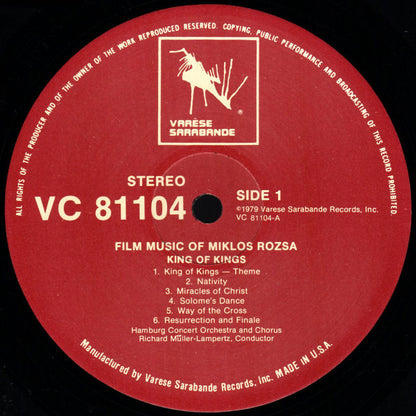 ALL RIGHTS OF THE PRODUCER AND OF THE OWNER OF THE WORK REPRODUCED RESERVED. COPYING, PUBLIC PERFORMANCE AND BROADCASTING OF THIS RECORD PROHIBITED.
VARÈSE
SARABANDE
STEREO
VC 81104
SIDE 1
©1979 Varese Sarabande Records, Inc.
VC 81104-A
FILM MUSIC OF MIKLOS ROZSA
KING OF KINGS
1. King of Kings — Theme
2. Nativity
3. Miracles of Christ
4. Solome's Dance
5. Way of the Cross
6. Resurrection and Finale
Hamburg Concert Orchestra and Chorus
Richard Müller-Lampertz, Conductor
Manufactured by Varese Sarabande Records, Inc. MADE IN U.S.A.